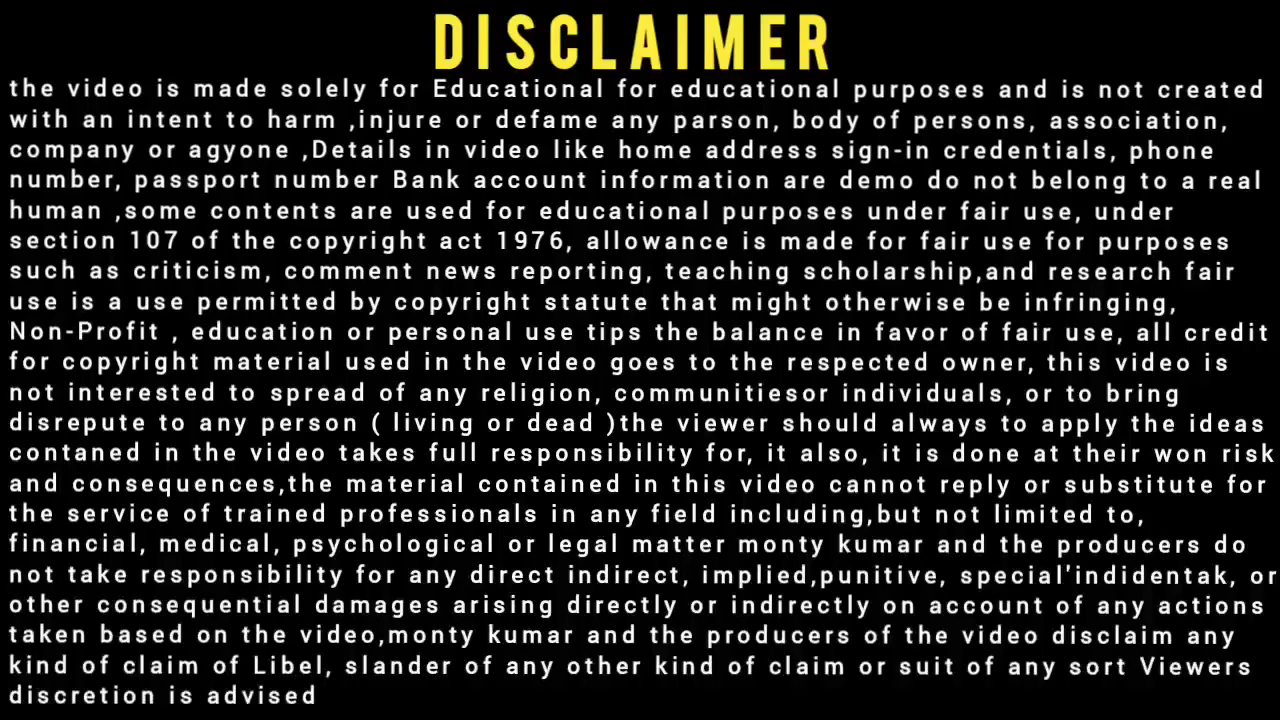 DISCLAIMER
the video is made solely for Educational for educational purposes and is not created
with an intent to harm ,injure or defame any parson, body of persons, association,
company or agyone ,Details in video like home address sign-in credentials, phone
number, passport number Bank account information are demo do not belong to a real
human ,some contents are used for educational purposes under fair use, under
section 107 of the copyright act 1976, allowance is made for fair use for purposes
such as criticism, comment news reporting, teaching scholarship,and research fair
use is a use permitted by copyright statute that might otherwise be infringing,
Non-Profit , education or personal use tips the balance in favor of fair use, all credit
for copyright material used in the video goes to the respected owner, this video is
not interested to spread of any religion, communitiesor individuals, or to bring
disrepute to any person ( living or dead )the viewer should always to apply the ideas
contaned in the video takes full responsibility for, it also, it is done at their won risk
and consequences,the material contained in this video cannot reply or substitute for
the service of trained professionals in any field including,but not limited to,
financial, medical, psychological or legal matter monty kumar and the producers do
not take responsibility for any direct indirect, implied,punitive, special'indidentak, or
other consequential damages arising directly or indirectly on account of any actions
taken based on the video,monty kumar and the producers of the video disclaim any
kind of claim of Libel, slander of any other kind of claim or suit of any sort Viewers
discretion is advised